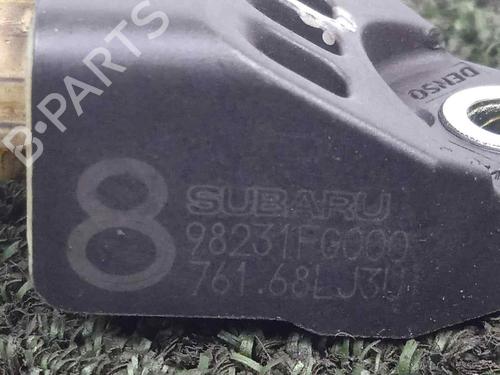 B-PARTS
DENSO
8
SUBARU
98231FG000
761.68LJ3U